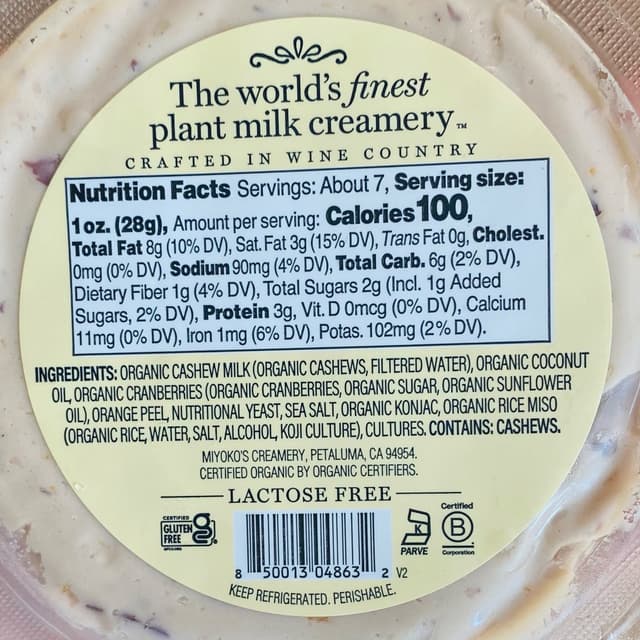 The world's finest
plant milk creamery™
CRAFTED IN WINE COUNTRY
Nutrition Facts Servings: About 7, Serving size:
1 oz. (28g), Amount per serving: Calories 100,
Total Fat 8g (10% DV), Sat. Fat 3g (15% DV), Trans Fat 0g, Cholest.
0mg (0% DV), Sodium 90mg (4% DV), Total Carb. 6g (2% DV),
Dietary Fiber 1g (4% DV), Total Sugars 2g (Incl. 1g Added
Sugars, 2% DV), Protein 3g, Vit. D 0mcg (0% DV), Calcium
11mg (0% DV), Iron 1mg (6% DV), Potas. 102mg (2% DV).
INGREDIENTS: ORGANIC CASHEW MILK (ORGANIC CASHEWS, FILTERED WATER), ORGANIC COCONUT
OIL, ORGANIC CRANBERRIES (ORGANIC CRANBERRIES, ORGANIC SUGAR, ORGANIC SUNFLOWER
OIL), ORANGE PEEL, NUTRITIONAL YEAST, SEA SALT, ORGANIC KONJAC, ORGANIC RICE MISO
(ORGANIC RICE, WATER, SALT, ALCOHOL, KOJI CULTURE), CULTURES. CONTAINS: CASHEWS.
MIYOKO'S CREAMERY, PETALUMA, CA 94954.
CERTIFIED ORGANIC BY ORGANIC CERTIFIERS.
LACTOSE FREE
CERTIFIED
GLUTEN
FREE
K
PARVE
Certified
B
Corporation
8 50013 04863 2 V2
KEEP REFRIGERATED. PERISHABLE.